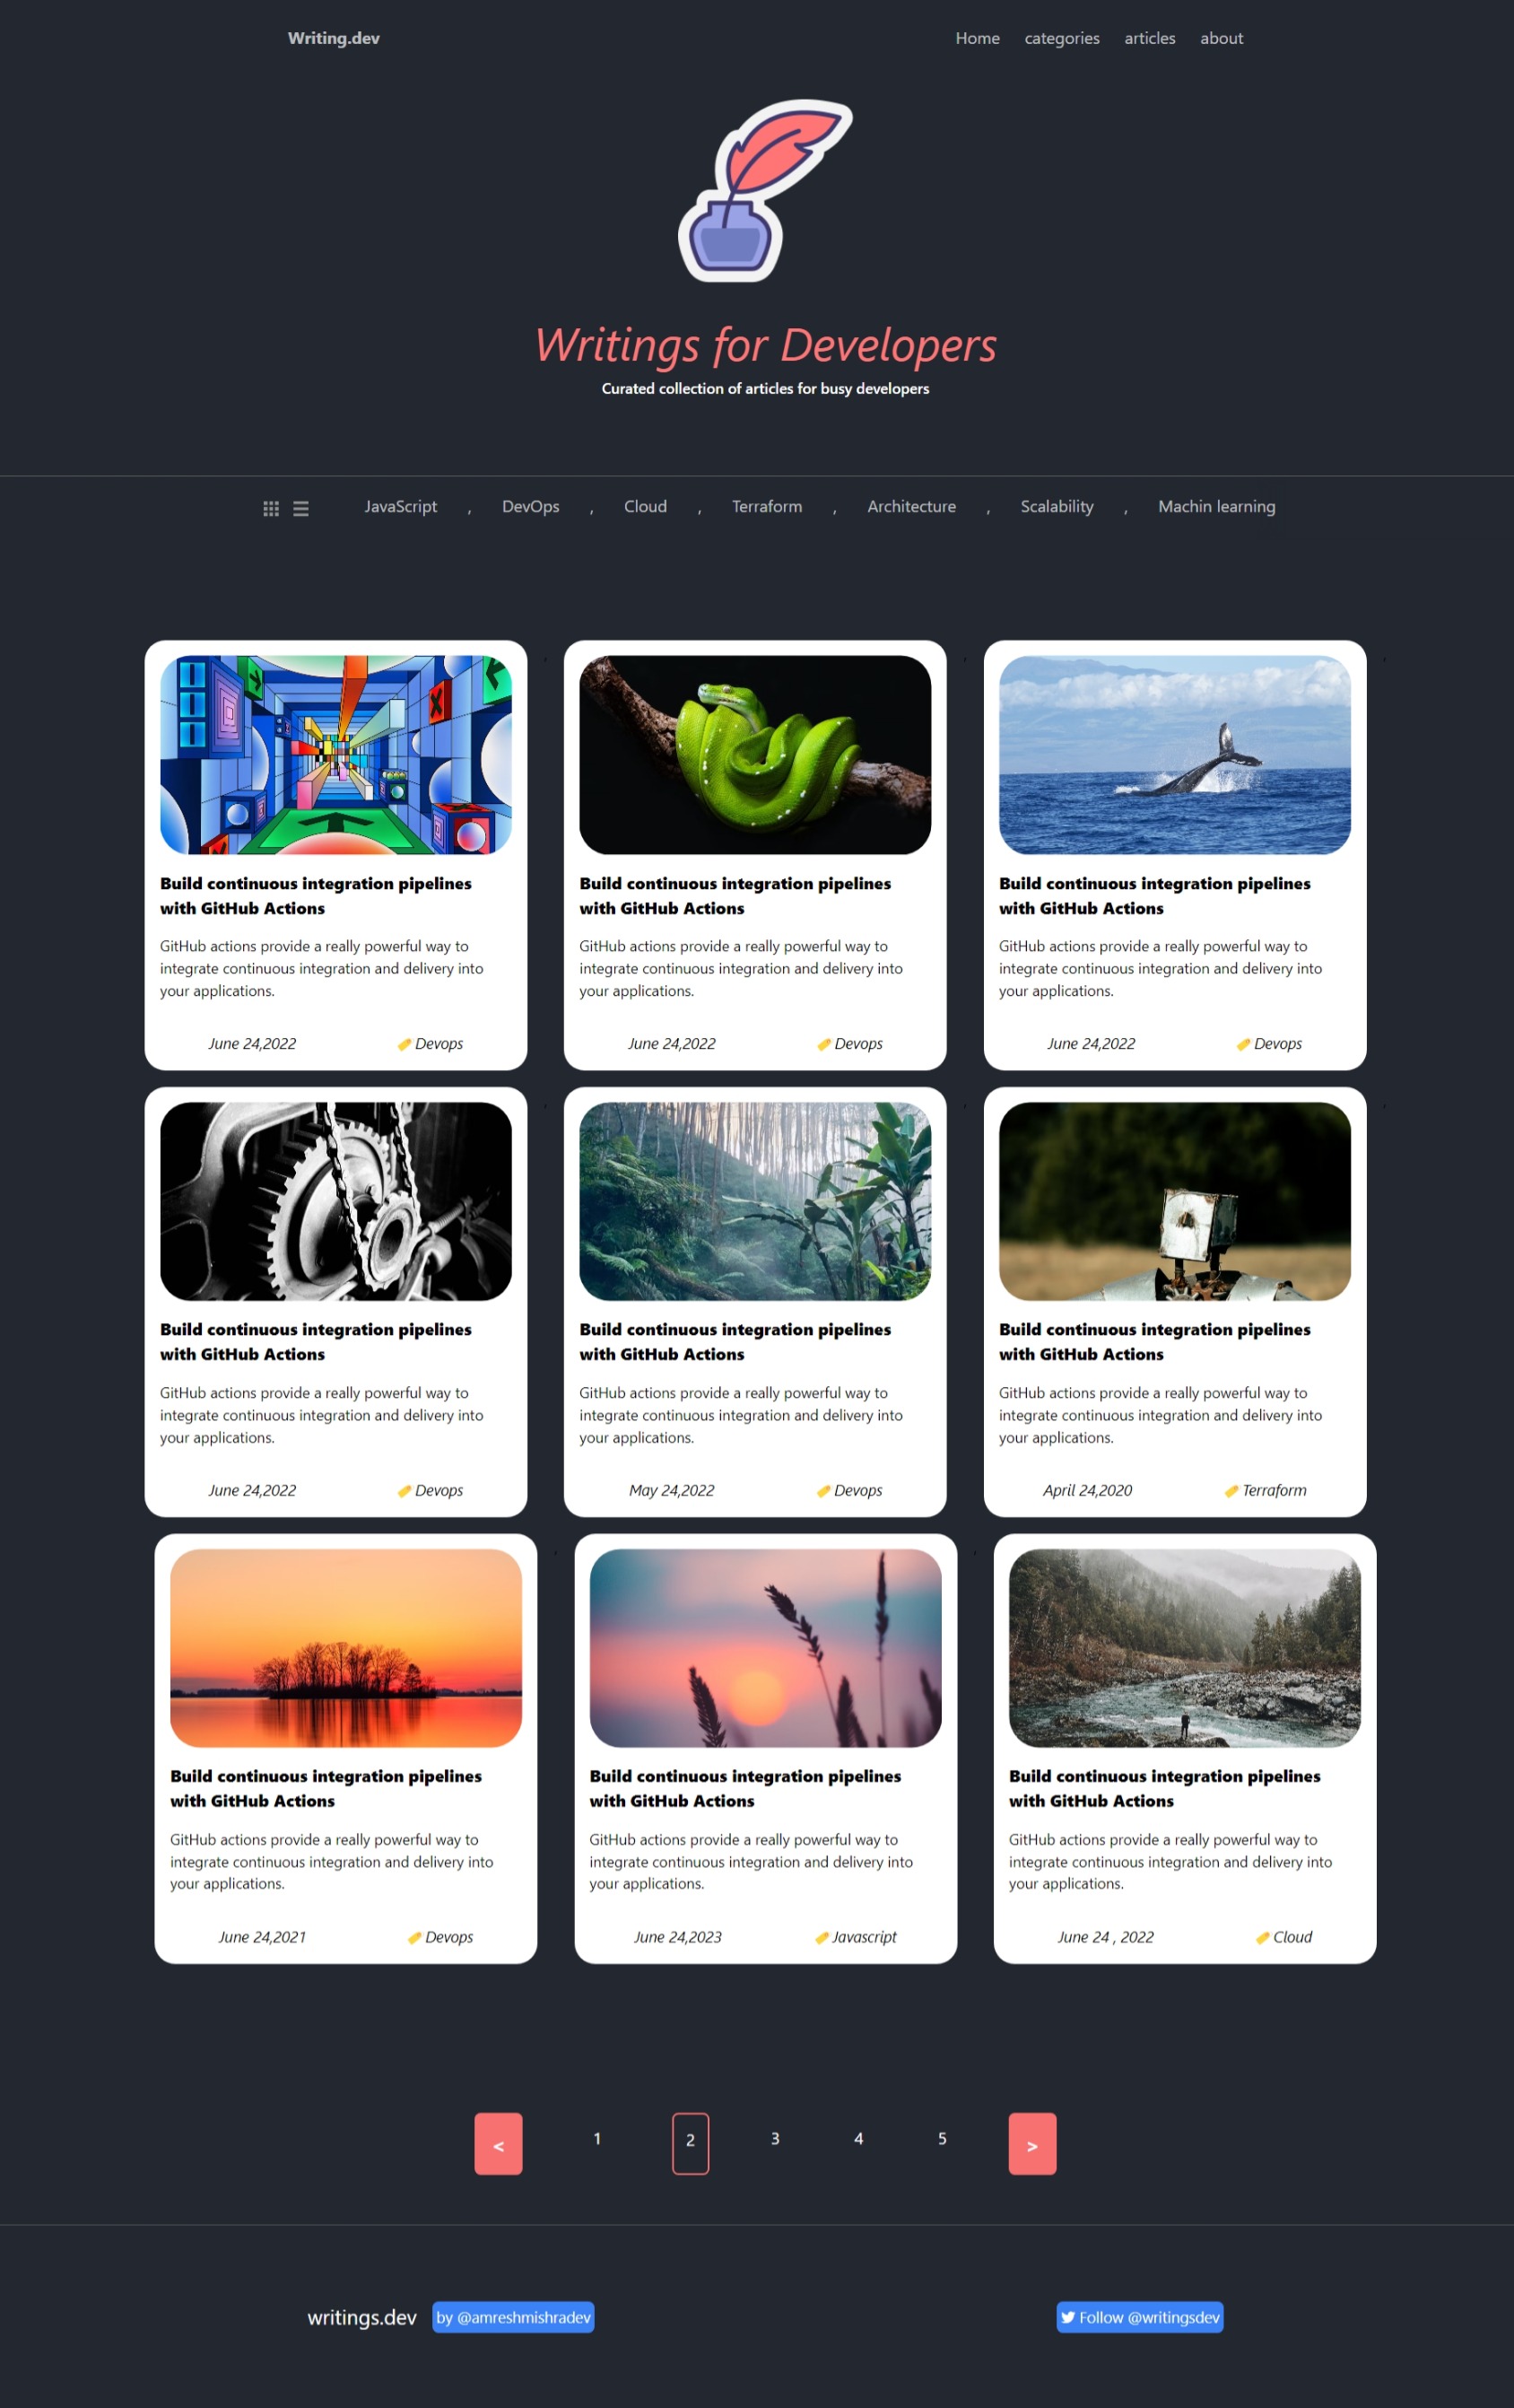 Writing.dev Home categories articles about
Writings for Developers
Curated collection of articles for busy developers
JavaScript , DevOps , Cloud , Terraform , Architecture , Scalability , Machin learning
Build continuous integration pipelines
with GitHub Actions
GitHub actions provide a really powerful way to
integrate continuous integration and delivery into
your applications.
June 24,2022 Devops
,
Build continuous integration pipelines
with GitHub Actions
GitHub actions provide a really powerful way to
integrate continuous integration and delivery into
your applications.
June 24,2022 Devops
,
Build continuous integration pipelines
with GitHub Actions
GitHub actions provide a really powerful way to
integrate continuous integration and delivery into
your applications.
June 24,2022 Devops
,
Build continuous integration pipelines
with GitHub Actions
GitHub actions provide a really powerful way to
integrate continuous integration and delivery into
your applications.
June 24,2022 Devops
,
Build continuous integration pipelines
with GitHub Actions
GitHub actions provide a really powerful way to
integrate continuous integration and delivery into
your applications.
May 24,2022 Devops
,
Build continuous integration pipelines
with GitHub Actions
GitHub actions provide a really powerful way to
integrate continuous integration and delivery into
your applications.
April 24,2020 Terraform
,
Build continuous integration pipelines
with GitHub Actions
GitHub actions provide a really powerful way to
integrate continuous integration and delivery into
your applications.
June 24,2021 Devops
,
Build continuous integration pipelines
with GitHub Actions
GitHub actions provide a really powerful way to
integrate continuous integration and delivery into
your applications.
June 24,2023 Javascript
,
Build continuous integration pipelines
with GitHub Actions
GitHub actions provide a really powerful way to
integrate continuous integration and delivery into
your applications.
June 24 , 2022 Cloud
< 1 2 3 4 5 >
writings.dev by @amreshmishradev Follow @writingsdev